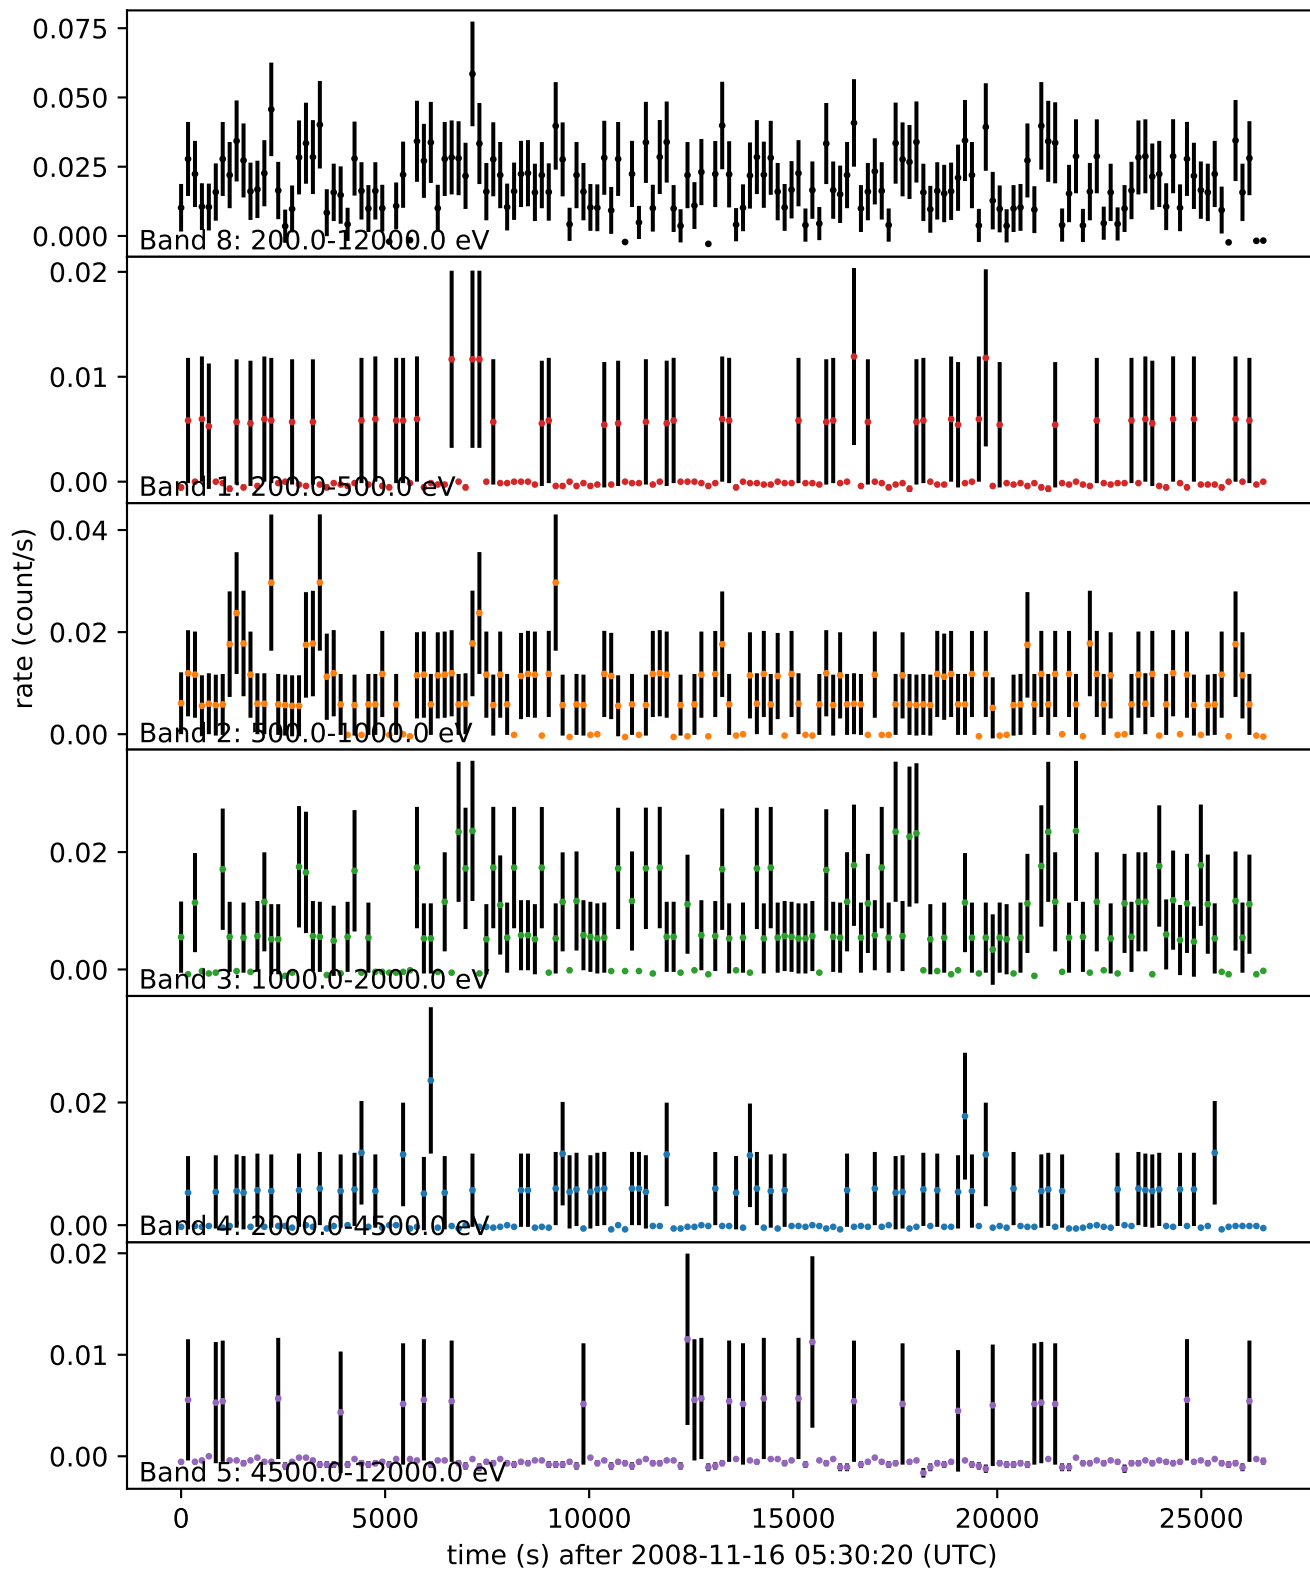 0.075
0.050
0.025
0.000
Band 8: 200.0-12000.0 eV
0.02
0.01
0.00
Band 1: 200.0-500.0 eV
0.04
0.02
0.00
Band 2: 500.0-1000.0 eV
rate (count/s)
0.02
0.00
Band 3: 1000.0-2000.0 eV
0.02
0.00
Band 4: 2000.0-4500.0 eV
0.02
0.01
0.00
Band 5: 4500.0-12000.0 eV
0 5000 10000 15000 20000 25000
time (s) after 2008-11-16 05:30:20 (UTC)